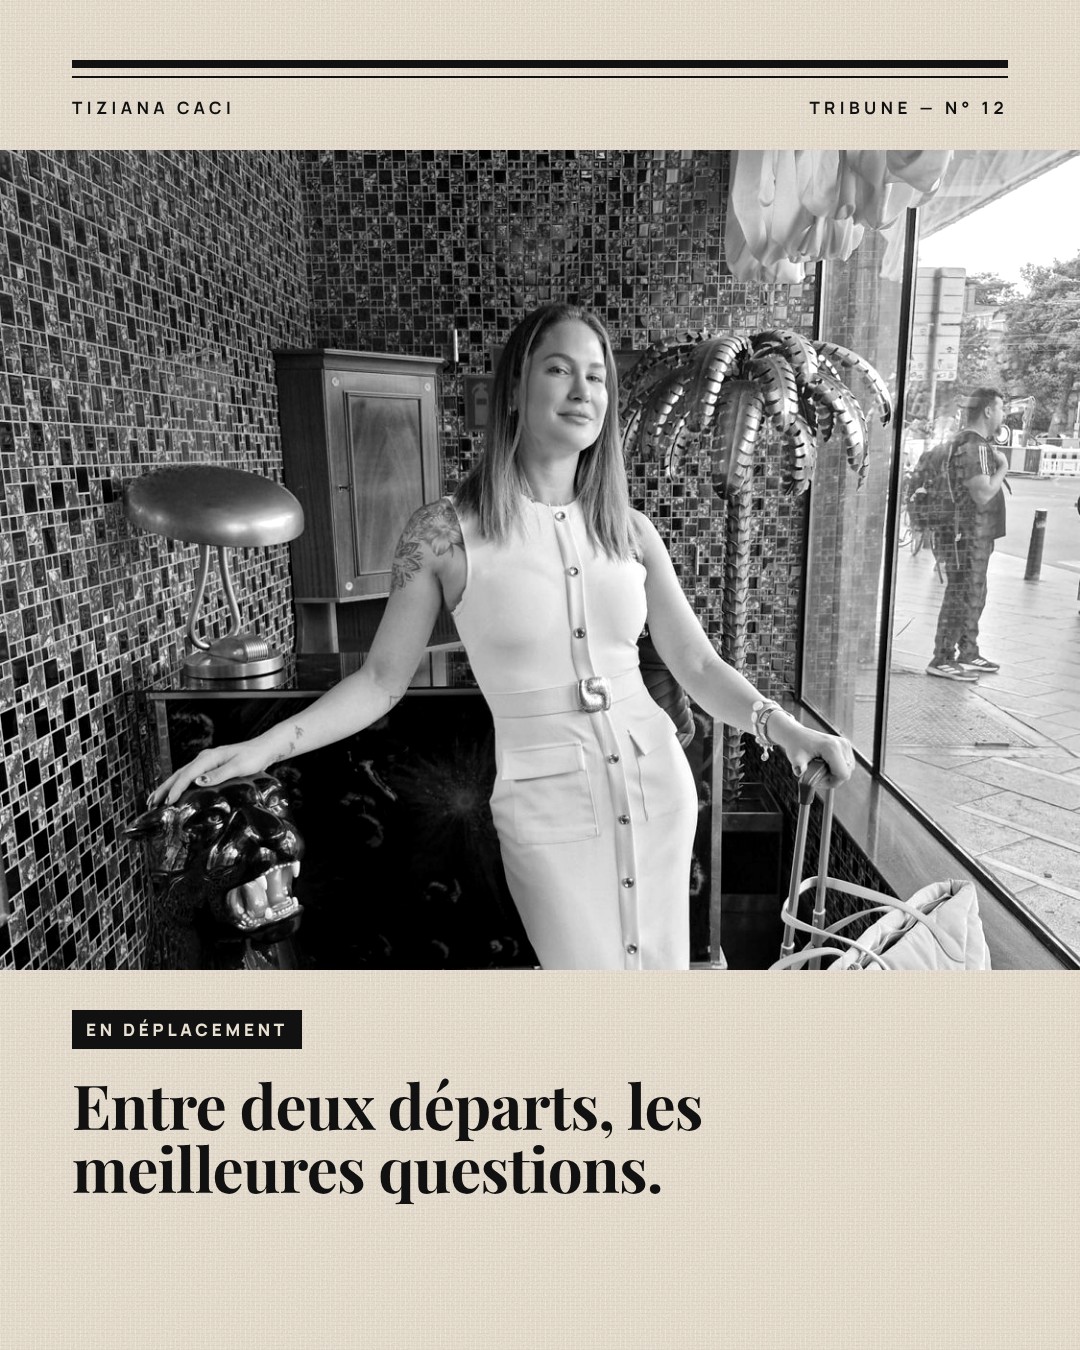 TIZIANA CACI
TRIBUNE — N° 12
EN DÉPLACEMENT
Entre deux départs, les
meilleures questions.